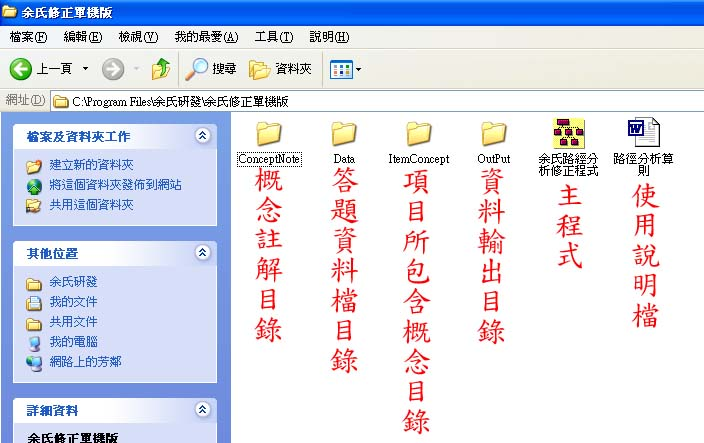 余氏修正單機版
檔案(F) 編輯(E) 檢視(V) 我的最愛(A) 工具(T) 說明(H)
上一頁 搜尋 資料夾
網址(D) C:\Program Files\余氏研發\余氏修正單機版
檔案及資料夾工作
建立新的資料夾
將這個資料夾發佈到網站
共用這個資料夾
其他位置
余氏研發
我的文件
共用文件
我的電腦
網路上的芳鄰
詳細資料
余氏修正單機版
ConceptNote
概念註解目錄
Data
答題資料檔目錄
ItemConcept
項目所包含概念目錄
OutPut
資料輸出目錄
余氏路經分
析修正程式
主程式
路徑分析算
則
使用說明檔